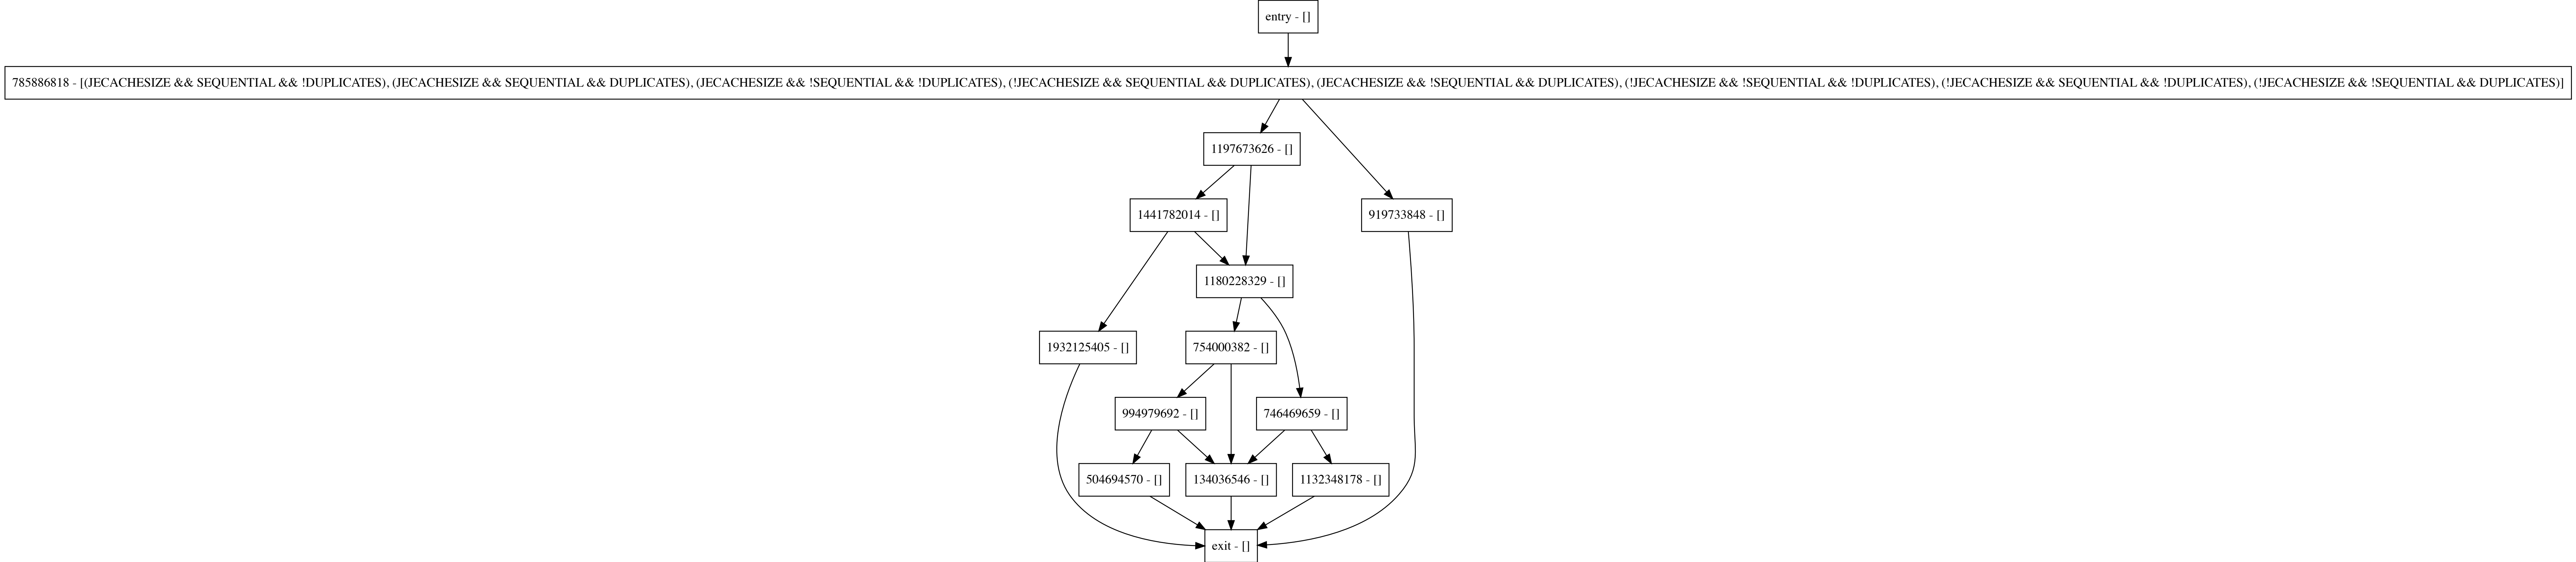 entry - []
785886818 - [(JECACHESIZE && SEQUENTIAL && !DUPLICATES), (JECACHESIZE && SEQUENTIAL && DUPLICATES), (JECACHESIZE && !SEQUENTIAL && !DUPLICATES), (!JECACHESIZE && SEQUENTIAL && DUPLICATES), (JECACHESIZE && !SEQUENTIAL && DUPLICATES), (!JECACHESIZE && !SEQUENTIAL && !DUPLICATES), (!JECACHESIZE && SEQUENTIAL && !DUPLICATES), (!JECACHESIZE && !SEQUENTIAL && DUPLICATES)]
1197673626 - []
1441782014 - []
919733848 - []
1180228329 - []
1932125405 - []
754000382 - []
994979692 - []
746469659 - []
504694570 - []
134036546 - []
1132348178 - []
exit - []